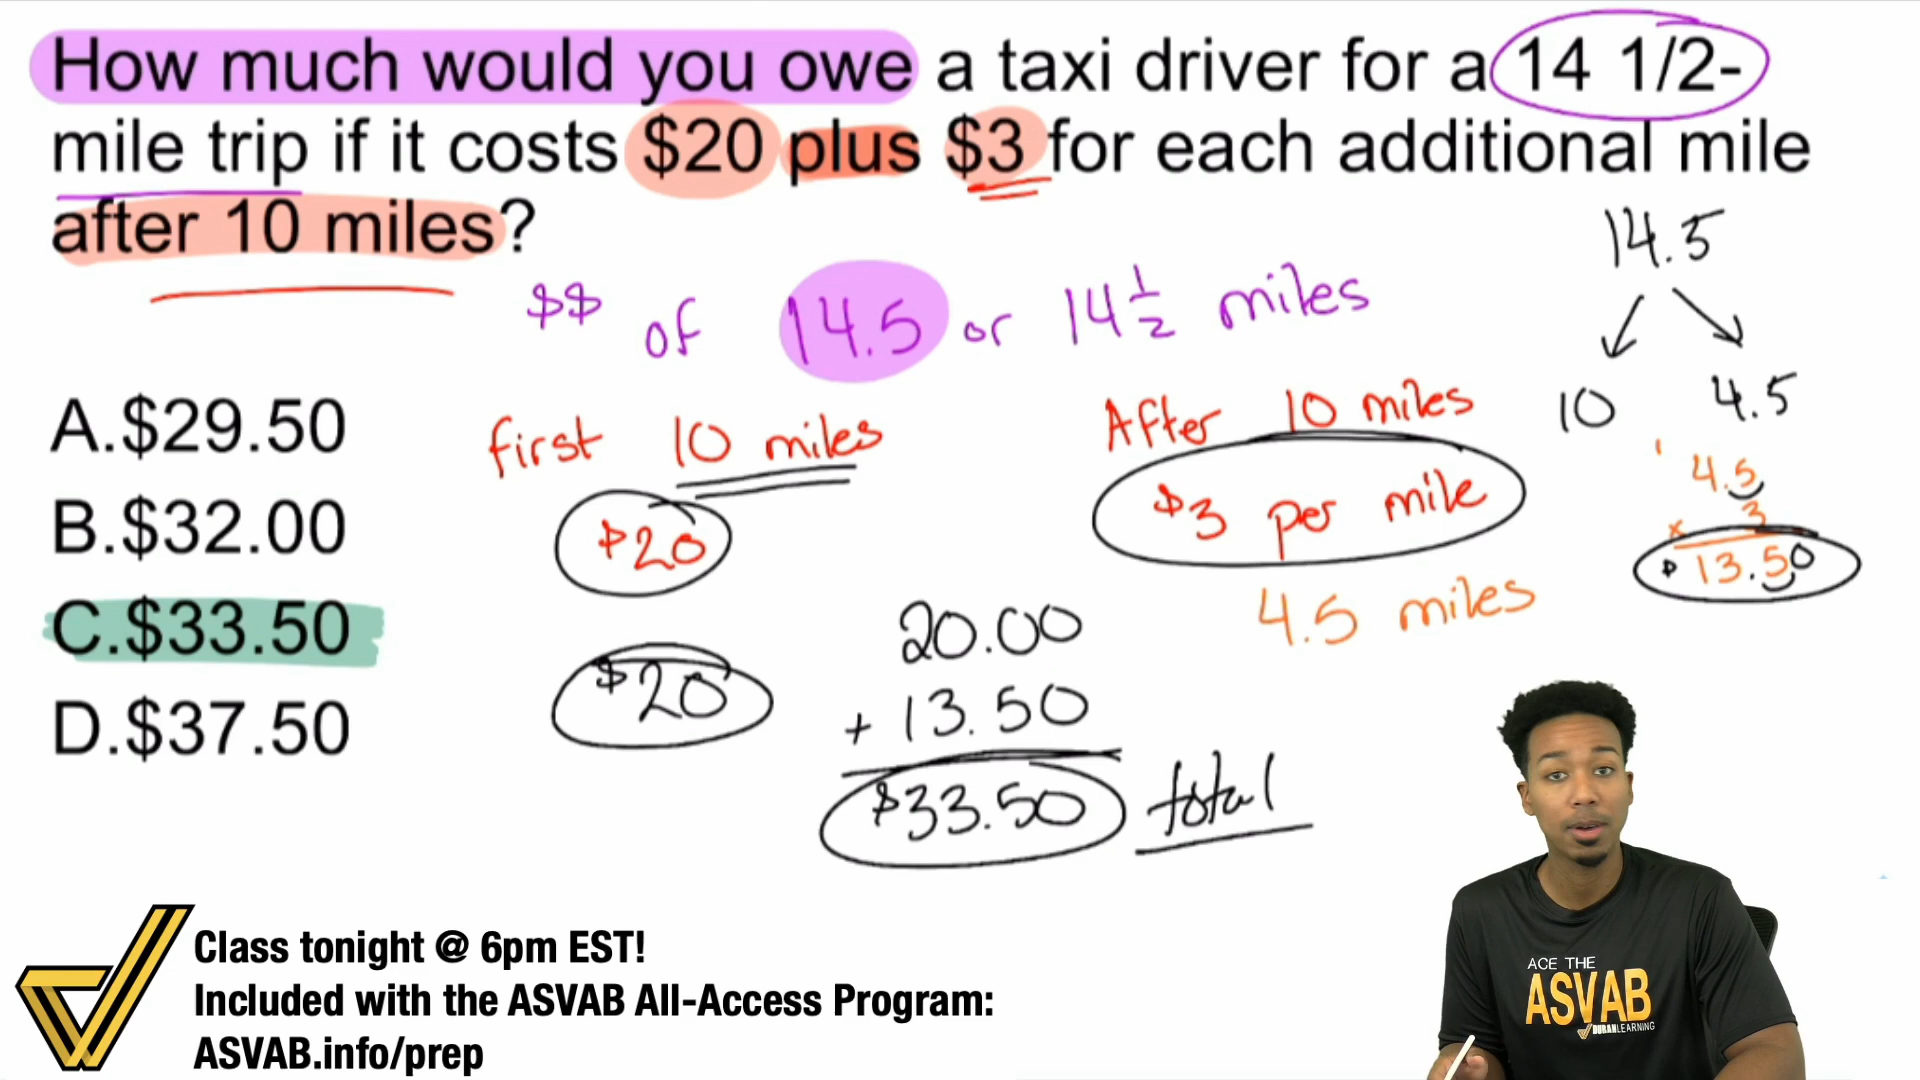 How much would you owe a taxi driver for a 14 1/2-
mile trip if it costs $20 plus $3 for each additional mile
after 10 miles?
14.5
$$ of 14.5 or 14 1/2 miles
10 4.5
A.$29.50
first 10 miles
After 10 miles
$20
$3 per mile
1
4.5
x 3
$13.50
4.5 miles
B.$32.00
C.$33.50
D.$37.50
$20
20.00
+ 13.50
$33.50 total
Class tonight @ 6pm EST!
Included with the ASVAB All-Access Program:
ASVAB.info/prep
ACE THE
ASVAB
DURANLEARNING